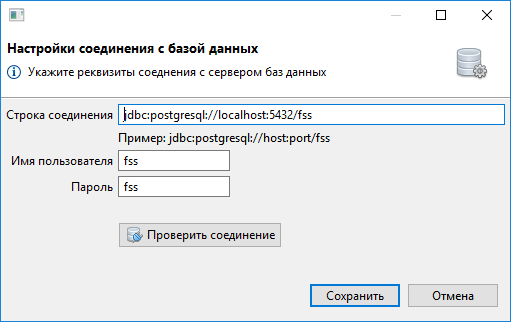 Настройки соединения с базой данных
Укажите реквизиты соеднения с сервером баз данных
Строка соединения jdbc:postgresql://localhost:5432/fss
Пример: jdbc:postgresql://host:port/fss
Имя пользователя fss
Пароль fss
Проверить соединение
Сохранить Отмена